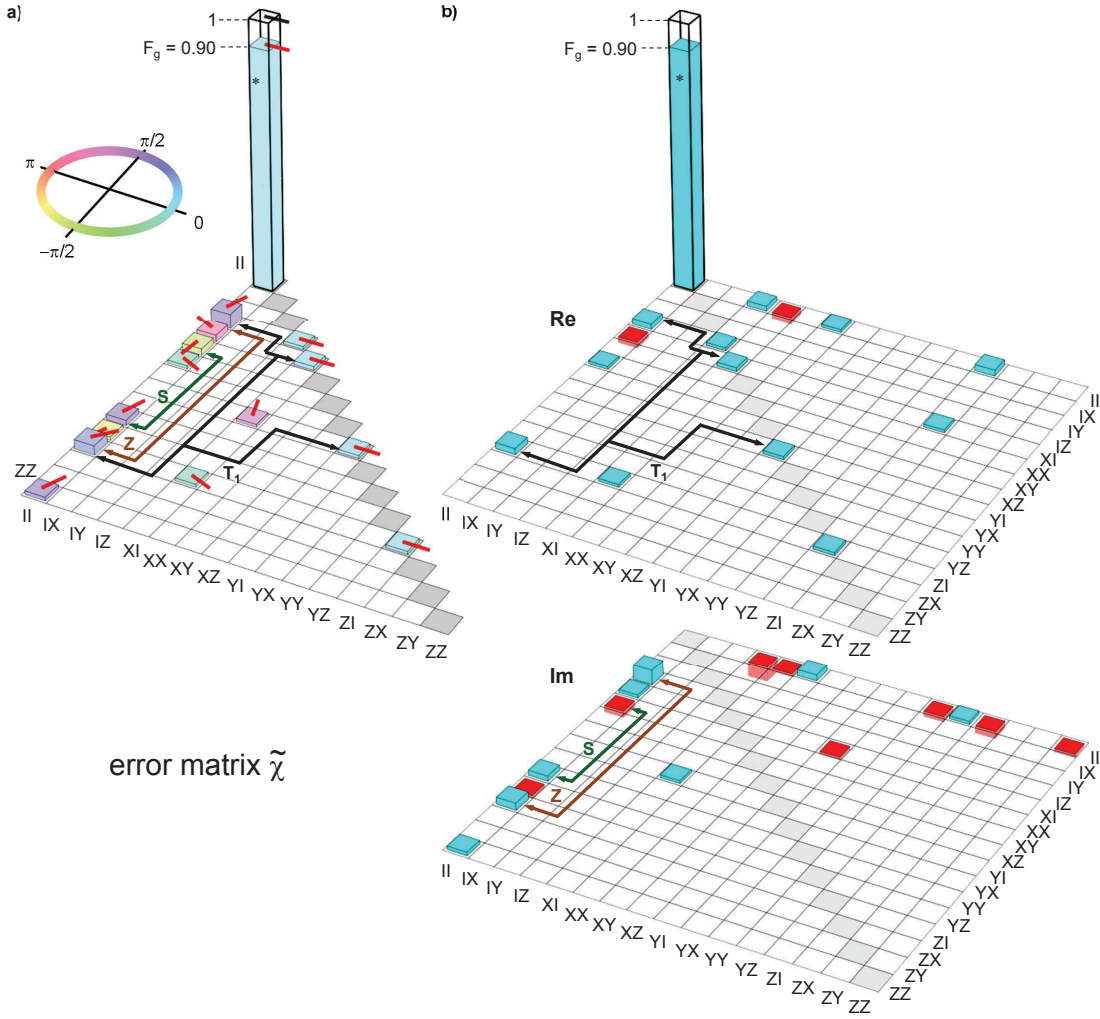 a)
b)
1
1
F_g = 0.90
F_g = 0.90
*
*
π/2
π
0
−π/2
II
Re
S
Z
T_1
T_1
ZZ
II
IX
IY
IZ
XI
XX
XY
XZ
YI
YX
YY
YZ
ZI
ZX
ZY
ZZ
II
IX
IY
IZ
XI
XX
XY
XZ
YI
YX
YY
YZ
ZI
ZX
ZY
ZZ
II
IX
IY
IZ
XI
XX
XY
XZ
YI
YX
YY
YZ
ZI
ZX
ZY
ZZ
Im
S
Z
error matrix χ̃
II
IX
IY
IZ
XI
XX
XY
XZ
YI
YX
YY
YZ
ZI
ZX
ZY
ZZ
II
IX
IY
IZ
XI
XX
XY
XZ
YI
YX
YY
YZ
ZI
ZX
ZY
ZZ